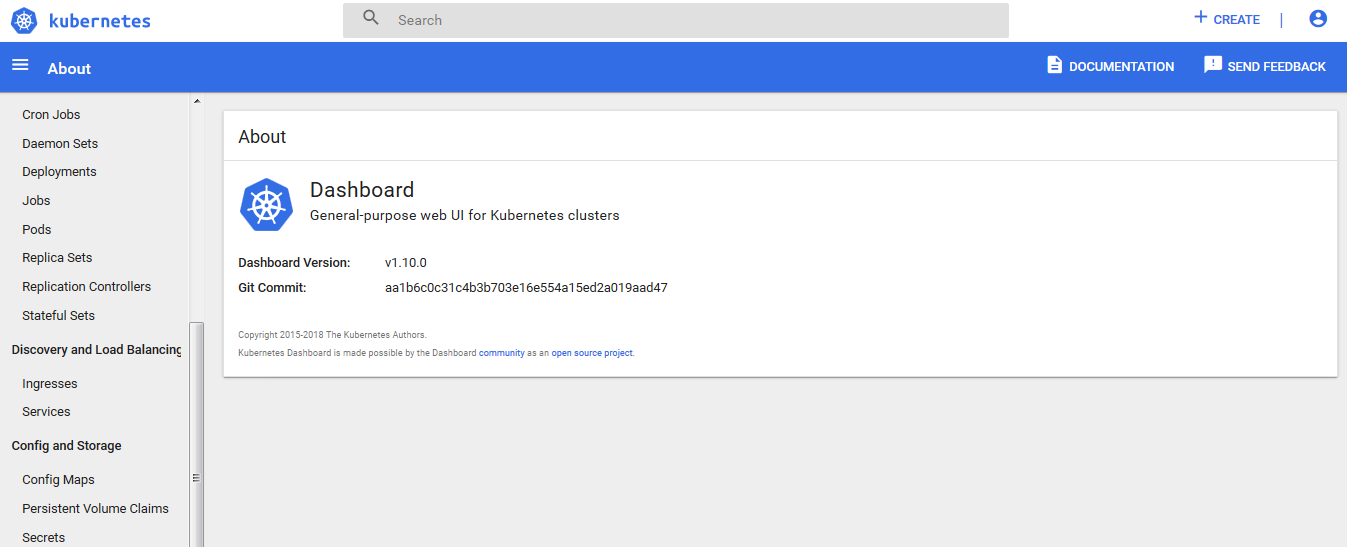 kubernetes
Search
CREATE |
About
DOCUMENTATION
SEND FEEDBACK
Cron Jobs
Daemon Sets
Deployments
Jobs
Pods
Replica Sets
Replication Controllers
Stateful Sets
Discovery and Load Balancing
Ingresses
Services
Config and Storage
Config Maps
Persistent Volume Claims
Secrets
About
Dashboard
General-purpose web UI for Kubernetes clusters
Dashboard Version: v1.10.0
Git Commit: aa1b6c0c31c4b3b703e16e554a15ed2a019aad47
Copyright 2015-2018 The Kubernetes Authors.
Kubernetes Dashboard is made possible by the Dashboard community as an open source project.